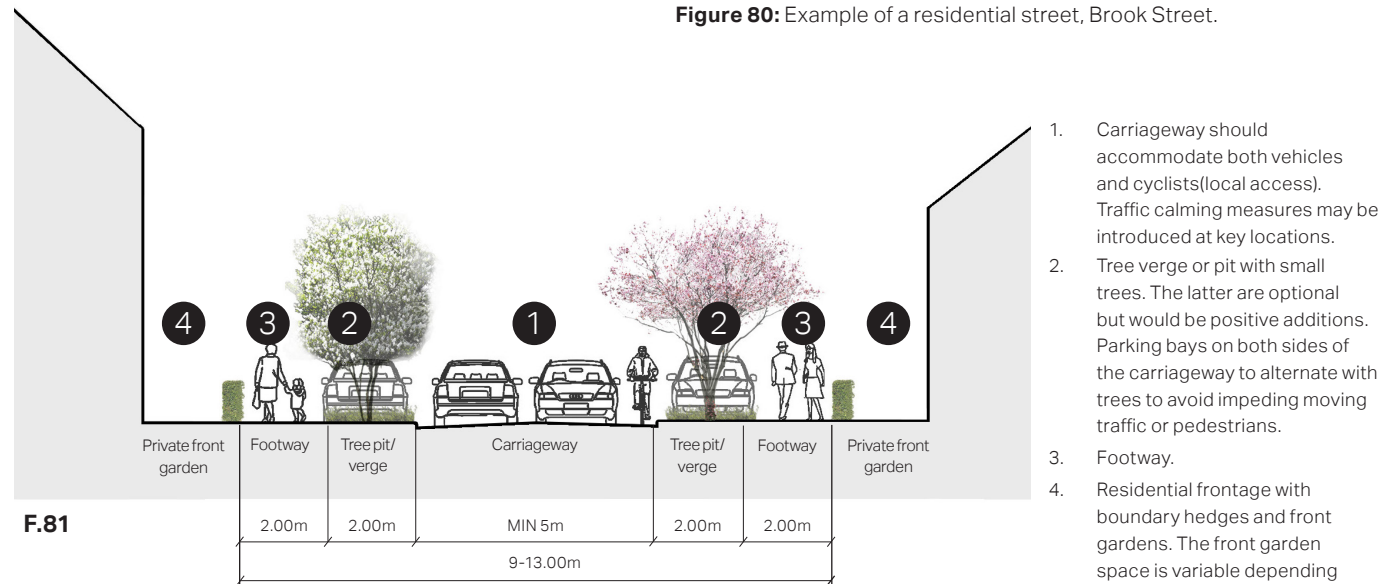 Figure 80: Example of a residential street, Brook Street.
4 3 2 1 2 3 4
Private front
garden
Footway
Tree pit/
verge
Carriageway
Tree pit/
verge
Footway
Private front
garden
F.81
2.00m 2.00m MIN 5m 2.00m 2.00m
9-13.00m
1. Carriageway should
accommodate both vehicles
and cyclists(local access).
Traffic calming measures may be
introduced at key locations.
2. Tree verge or pit with small
trees. The latter are optional
but would be positive additions.
Parking bays on both sides of
the carriageway to alternate with
trees to avoid impeding moving
traffic or pedestrians.
3. Footway.
4. Residential frontage with
boundary hedges and front
gardens. The front garden
space is variable depending